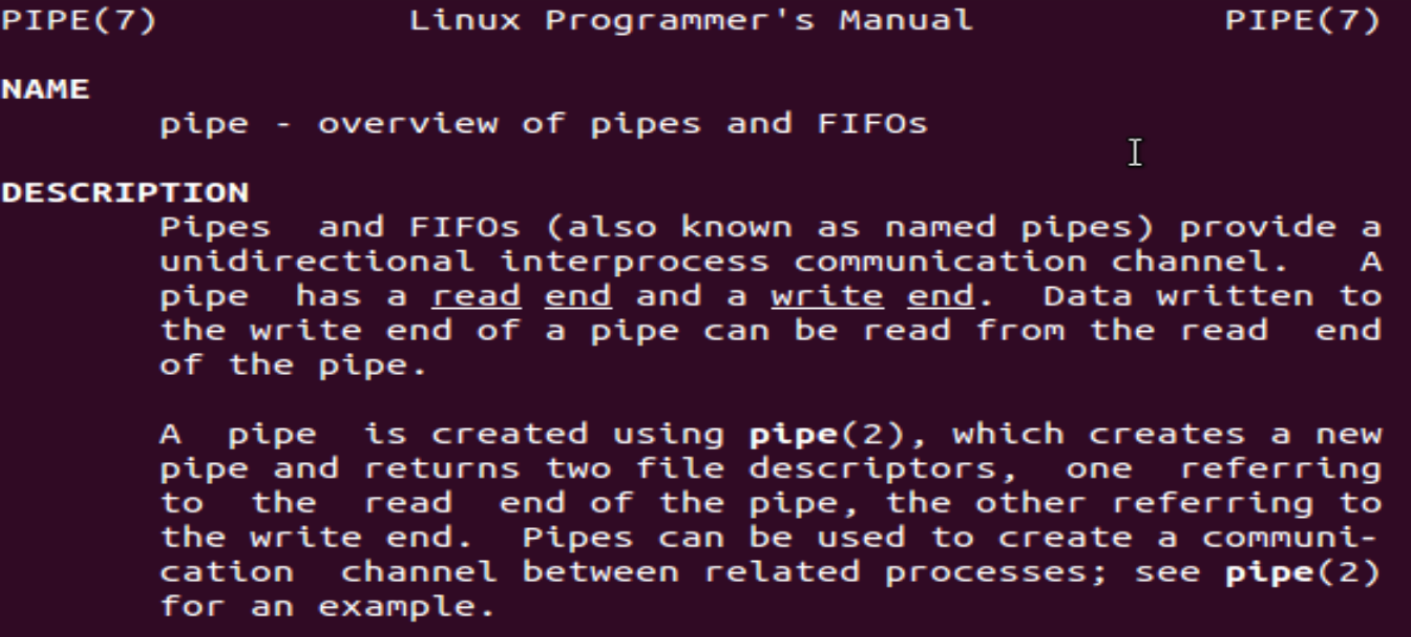 PIPE(7) Linux Programmer's Manual PIPE(7)
NAME
pipe - overview of pipes and FIFOs
DESCRIPTION
Pipes and FIFOs (also known as named pipes) provide a
unidirectional interprocess communication channel. A
pipe has a read end and a write end. Data written to
the write end of a pipe can be read from the read end
of the pipe.
A pipe is created using pipe(2), which creates a new
pipe and returns two file descriptors, one referring
to the read end of the pipe, the other referring to
the write end. Pipes can be used to create a communi-
cation channel between related processes; see pipe(2)
for an example.